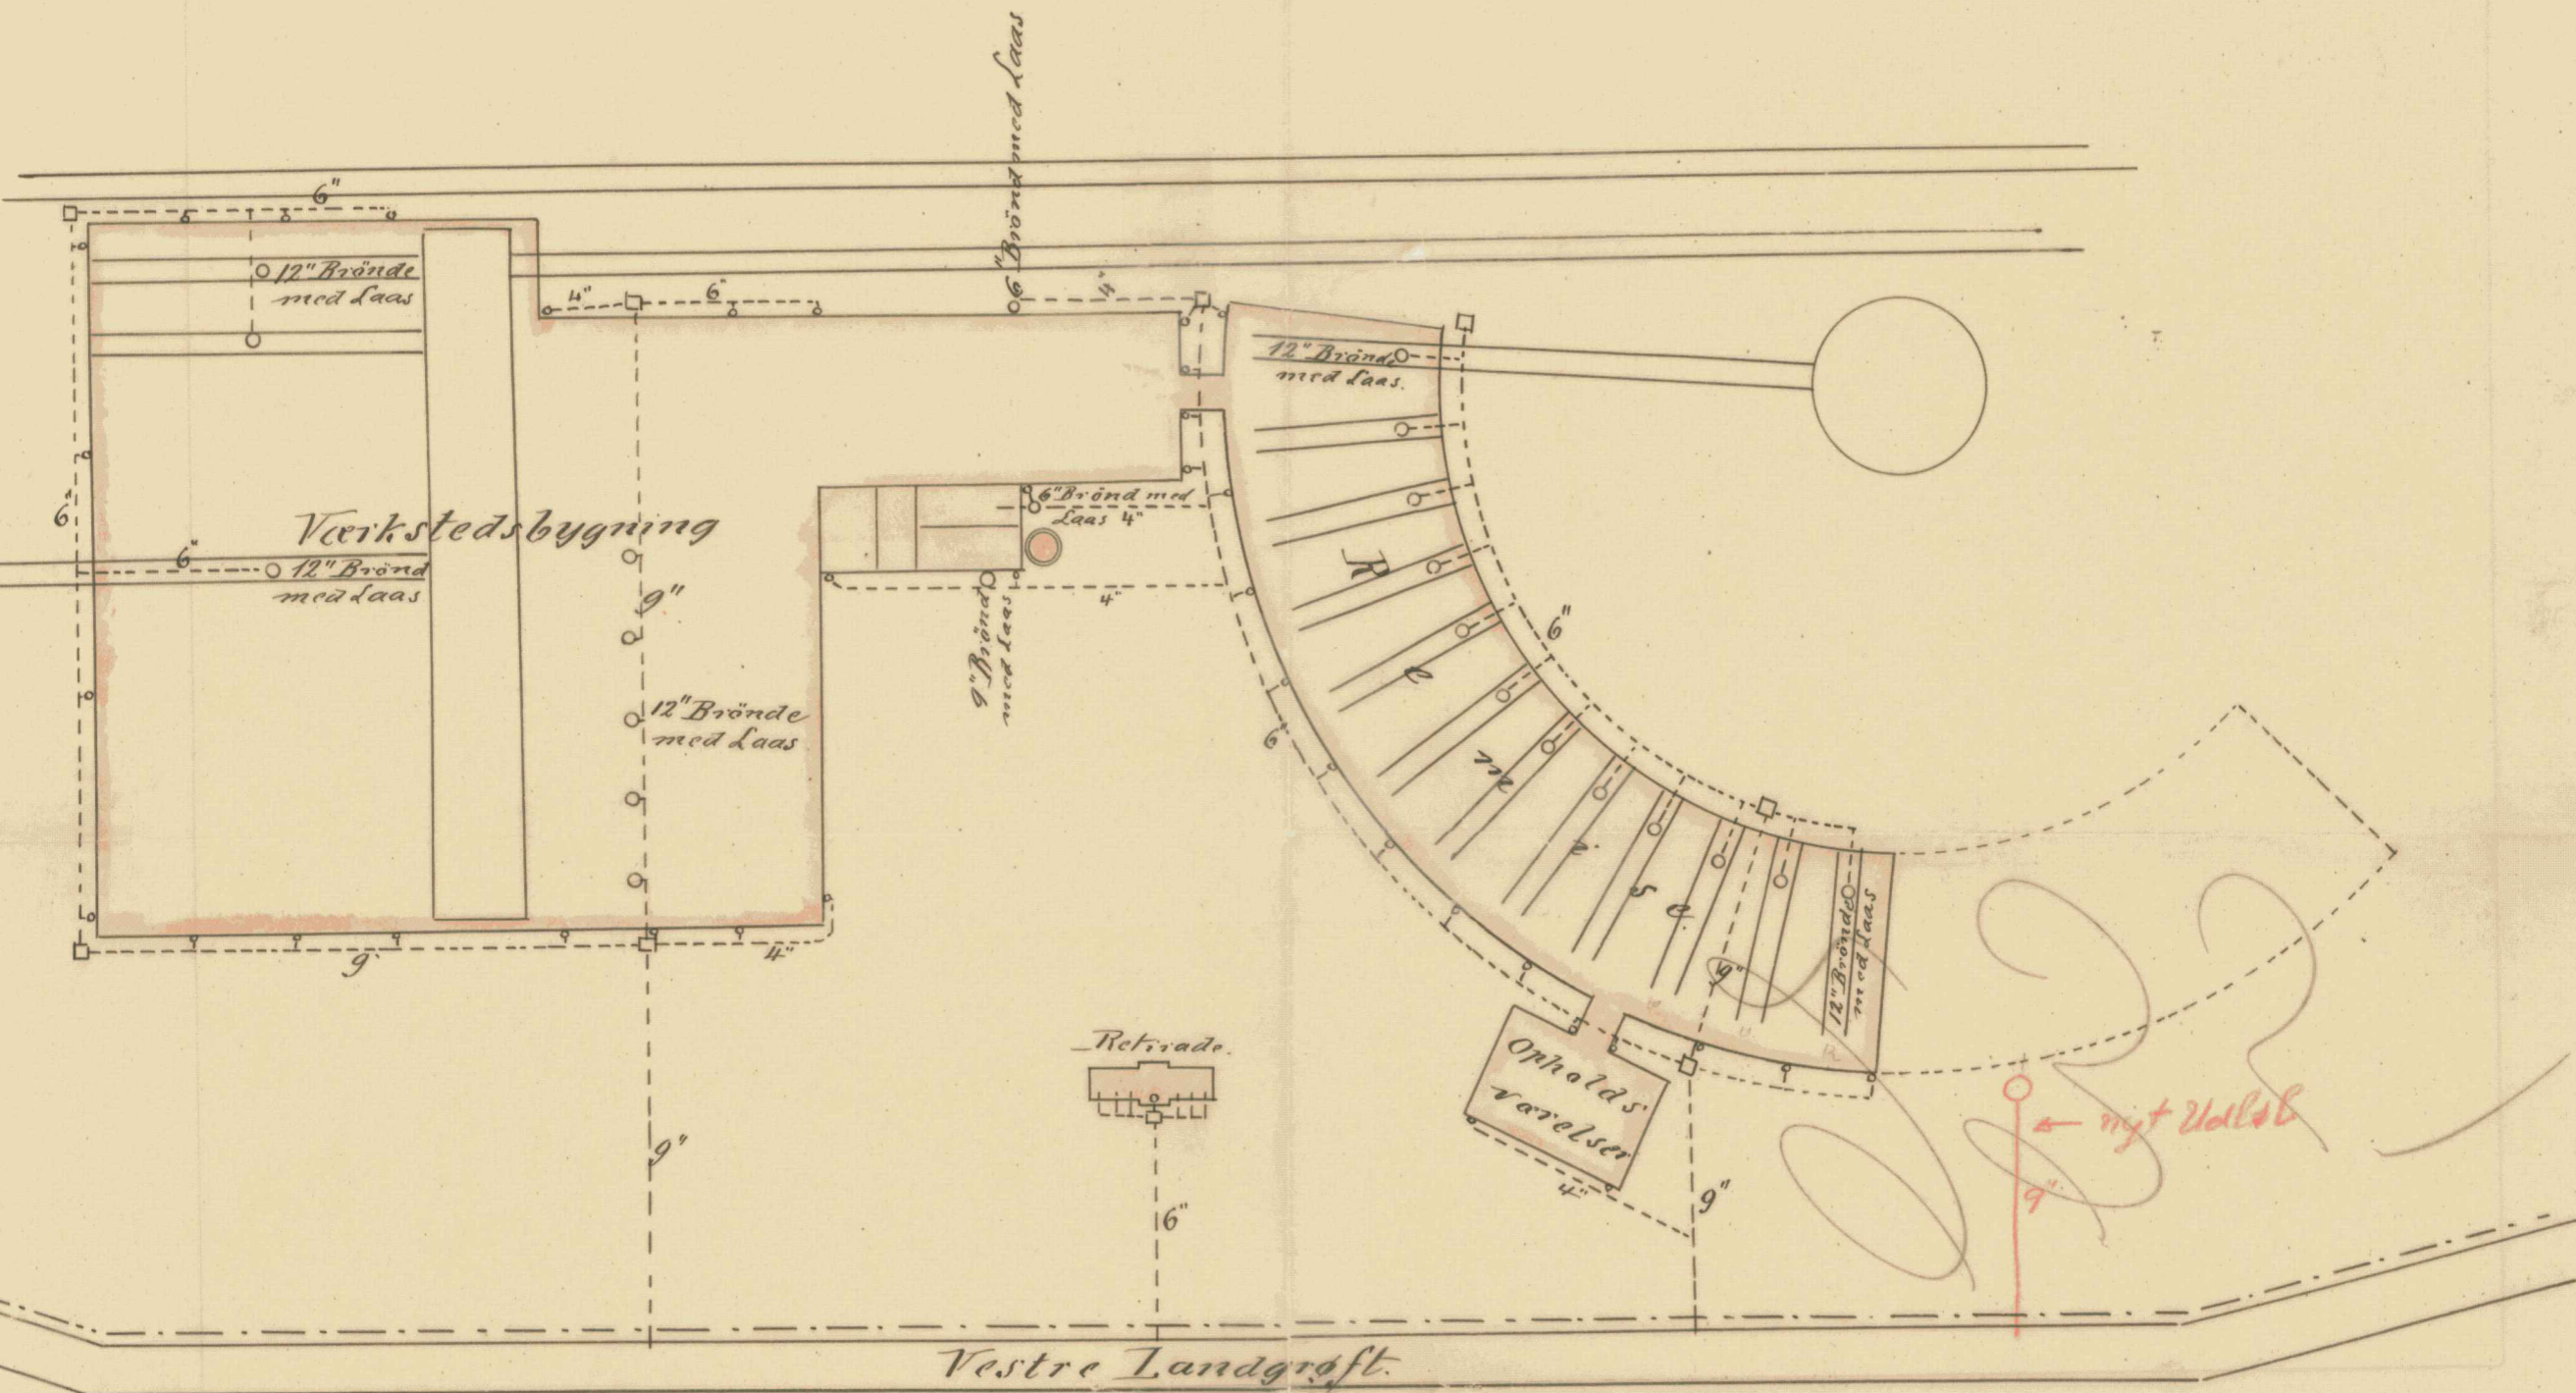 6" Brönd med Laas
6"
12" Brönde
med Laas
4"
6"
4"
12" Brönde
med Laas.
6"
Værkstedsbygning
6"
12" Brönd
med Laas
9"
6" Brönd med
Laas 4"
4"
9" Brönd
med Laas
12" Brönde
med Laas
6"
6
Remise.
9"
12" Brönde
med Laas
9"
4"
Retirade.
Opholds
værelser
4"
9"
6"
9"
← nyt Udløb
9"
Vestre Landgrøft.